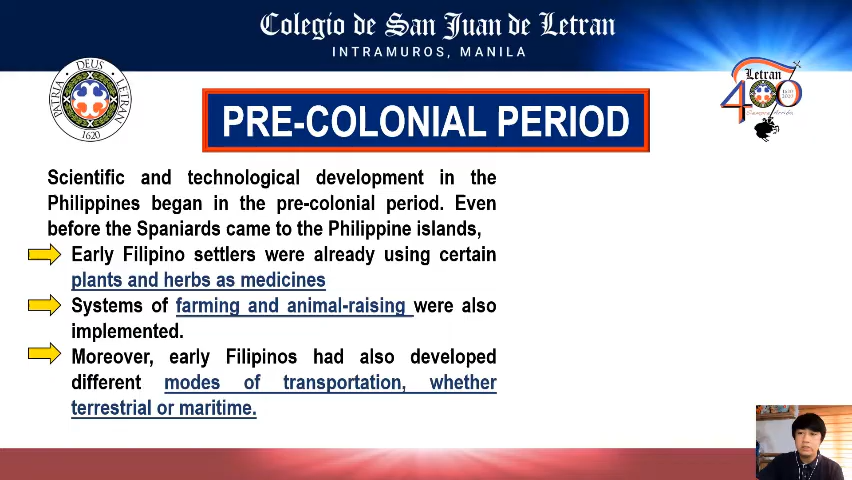 Colegio de San Juan de Letran
INTRAMUROS, MANILA
DEUS
PATRIA
LETRAN
1620
Letran
400
PRE-COLONIAL PERIOD
Scientific and technological development in the
Philippines began in the pre-colonial period. Even
before the Spaniards came to the Philippine islands,
Early Filipino settlers were already using certain
plants and herbs as medicines
Systems of farming and animal-raising were also
implemented.
Moreover, early Filipinos had also developed
different modes of transportation, whether
terrestrial or maritime.